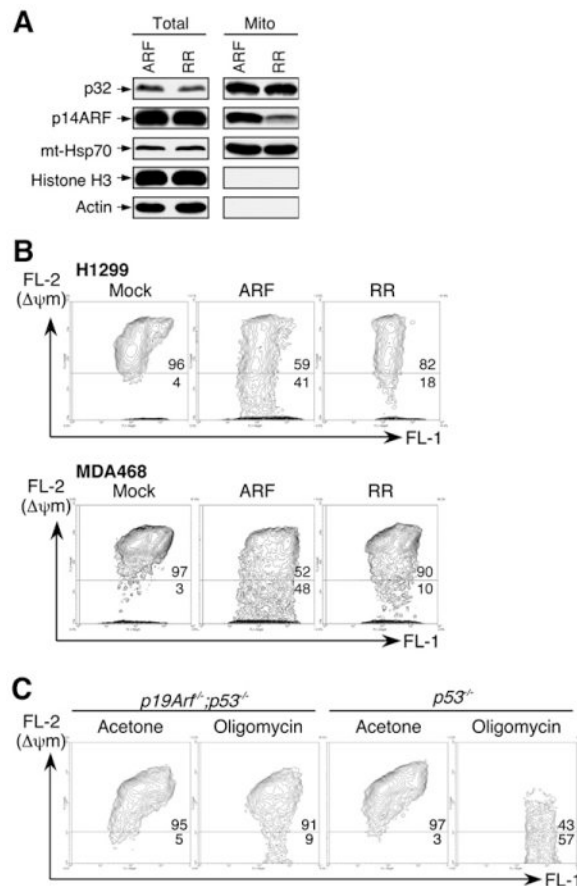 A
Total Mito
ARF RR ARF RR
p32
p14ARF
mt-Hsp70
Histone H3
Actin
B
H1299
FL-2
(Δψm)
Mock ARF RR
96 59 82
4 41 18
FL-1
MDA468
FL-2
(Δψm)
Mock ARF RR
97 52 90
3 48 10
FL-1
C
p19Arf-/-;p53-/- p53-/-
FL-2
(Δψm)
Acetone Oligomycin Acetone Oligomycin
95 91 97 43
5 9 3 57
FL-1